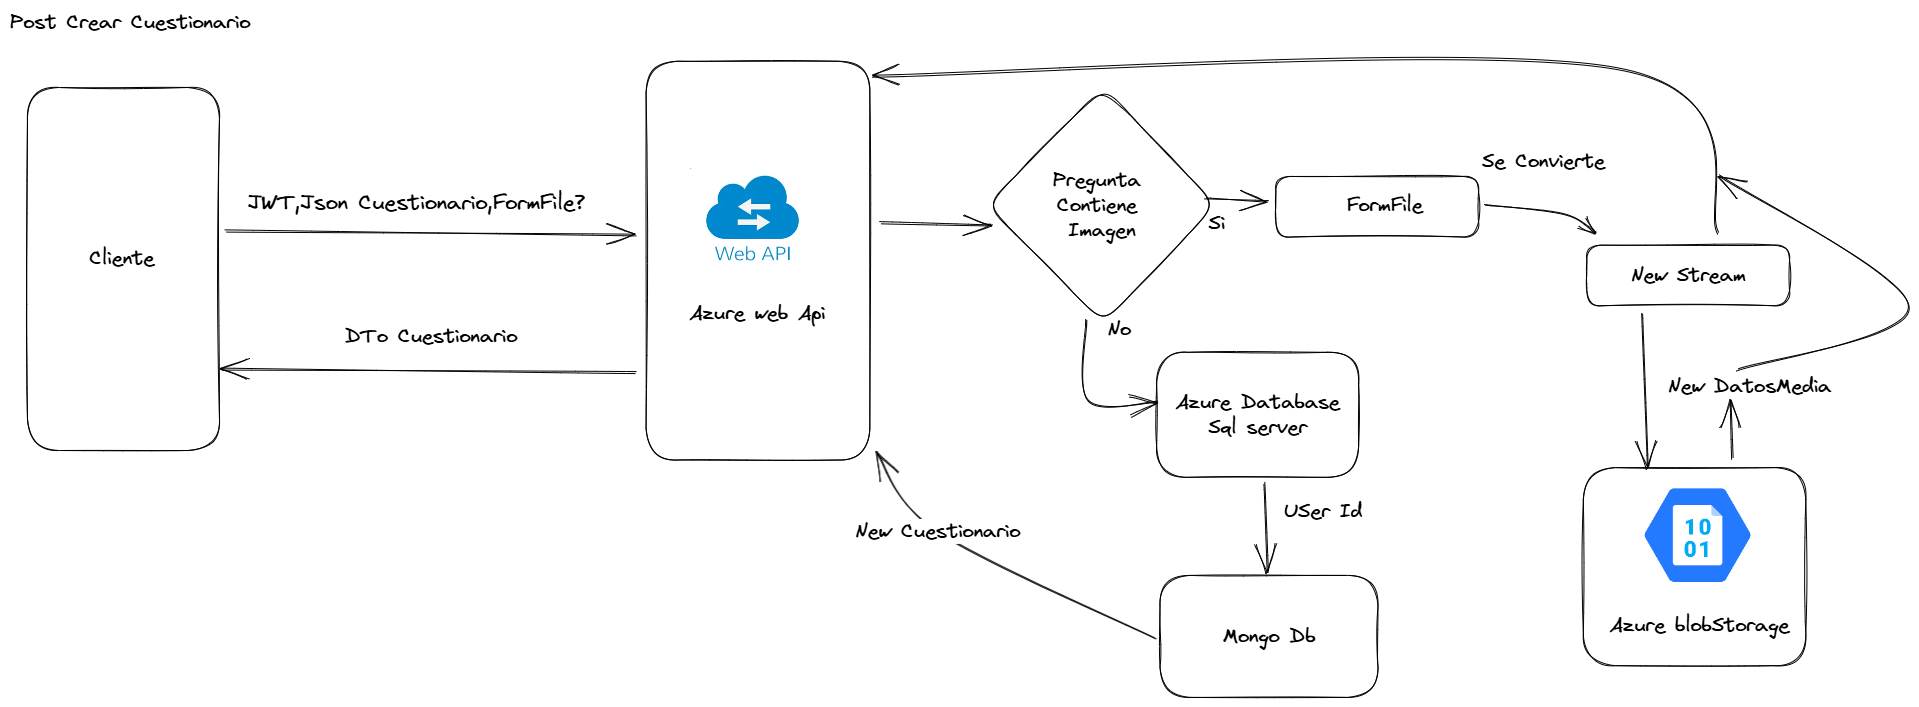 Post Crear Cuestionario
JWT,Json Cuestionario,FormFile?
Cliente
DTo Cuestionario
Web API
Azure web Api
Pregunta
Contiene
Imagen
Si
No
FormFile
Se Convierte
New Stream
New DatosMedia
Azure Database
Sql server
USer Id
New Cuestionario
Mongo Db
10
01
Azure blobStorage